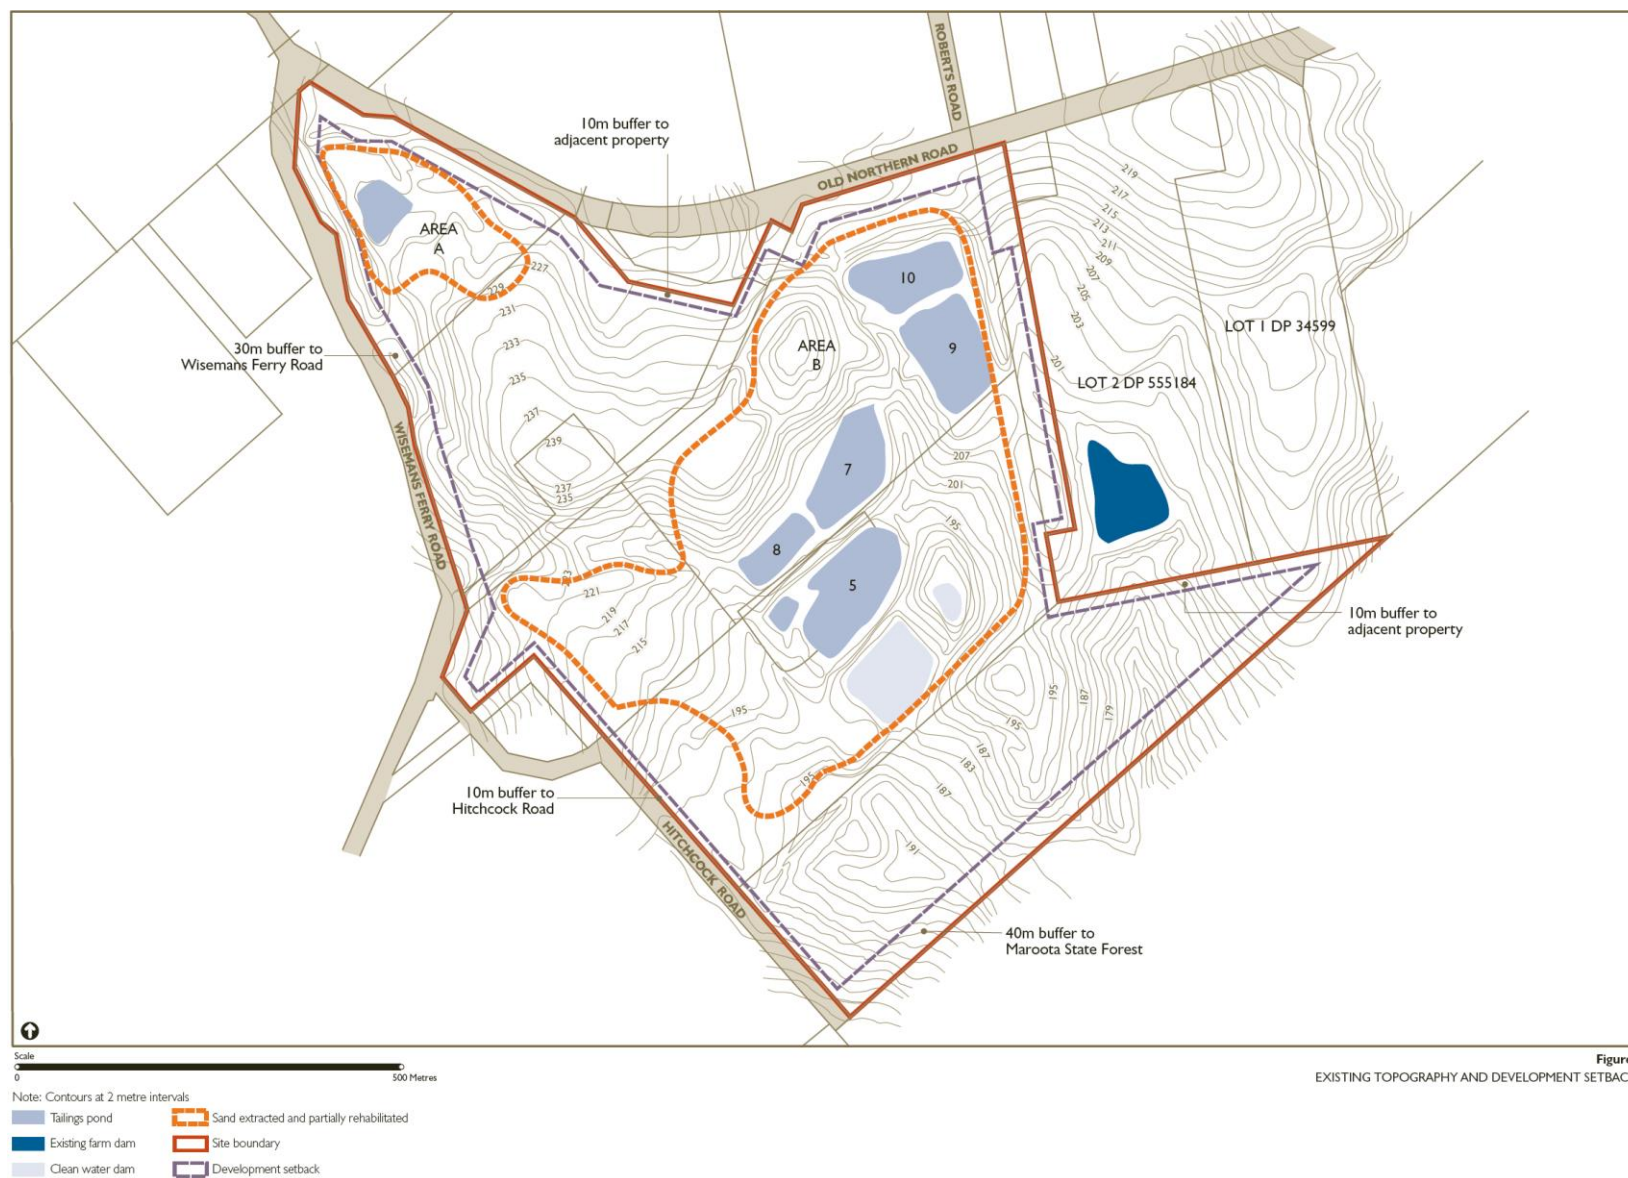 ROBERTS ROAD
10m buffer to
adjacent property
OLD NORTHERN ROAD
219
217
215
213
211
209
207
205
203
201
AREA
A
227
229
231
233
235
237
239
237
235
10
9
AREA
B
LOT 1 DP 34599
LOT 2 DP 555184
30m buffer to
Wisemans Ferry Road
WISEMANS FERRY ROAD
7
207
201
195
8
5
221
219
217
215
10m buffer to
adjacent property
195
187
179
195
195
187
183
187
195
191
10m buffer to
Hitchcock Road
HITCHCOCK ROAD
40m buffer to
Maroota State Forest
Scale
0
500 Metres
Figure
EXISTING TOPOGRAPHY AND DEVELOPMENT SETBAC
Note: Contours at 2 metre intervals
Tailings pond
Sand extracted and partially rehabilitated
Existing farm dam
Site boundary
Clean water dam
Development setback